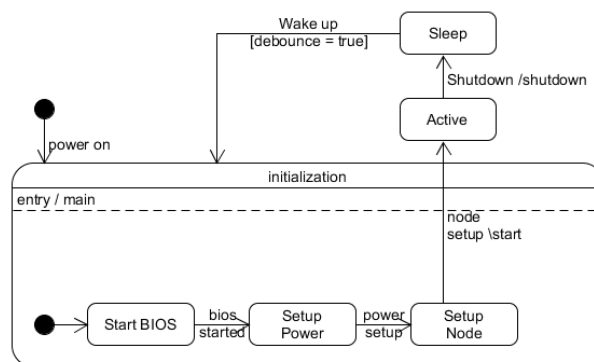 Wake up
[debounce = true]
Sleep
Shutdown /shutdown
Active
power on
initialization
entry / main
node
setup \start
Start BIOS
bios
started
Setup
Power
power
setup
Setup
Node